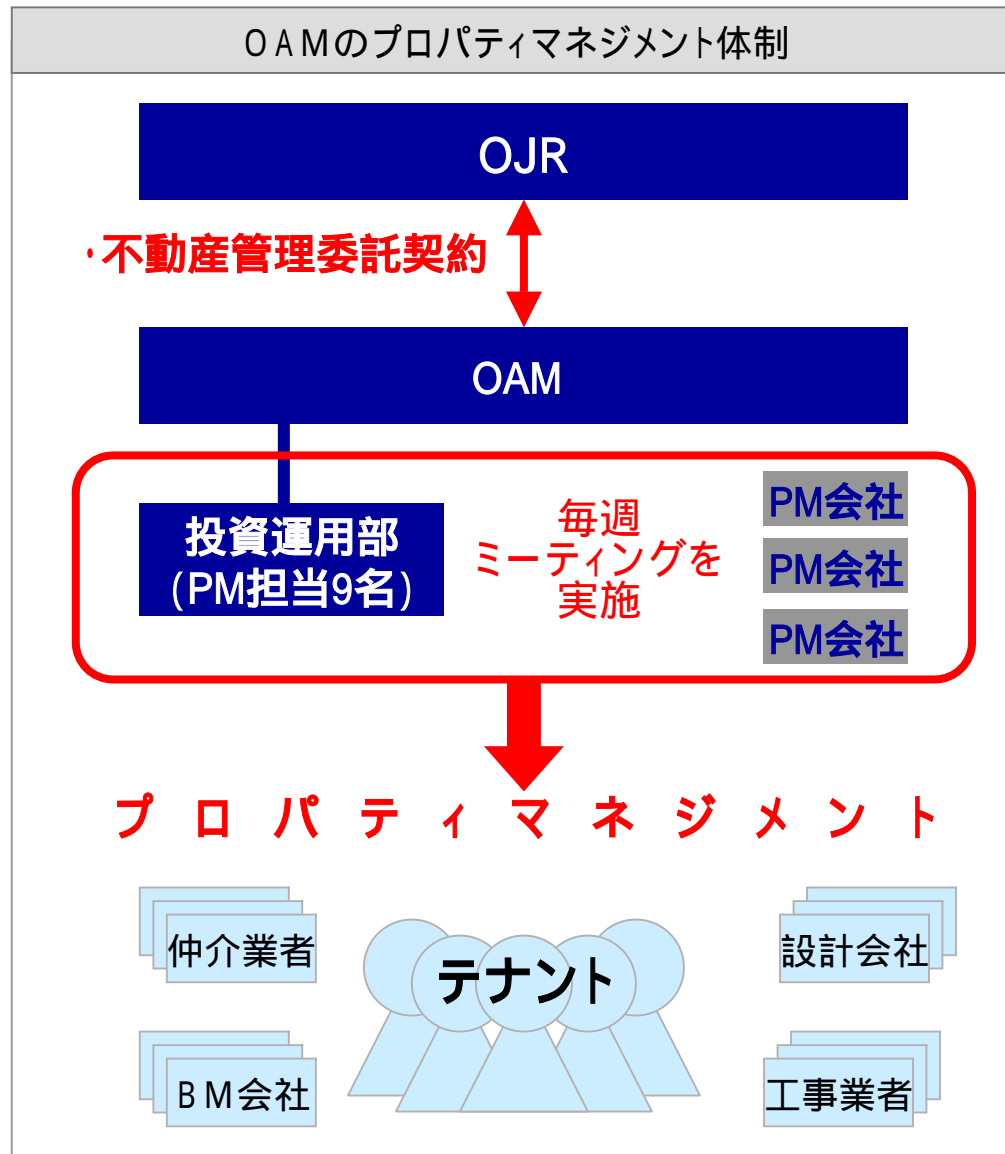 OAMのプロパティマネジメント体制
OJR
・不動産管理委託契約
OAM
投資運用部
(PM担当9名)
毎週
ミーティングを
実施
PM会社
PM会社
PM会社
プロパティマネジメント
仲介業者
テナント
設計会社
BM会社
工事業者